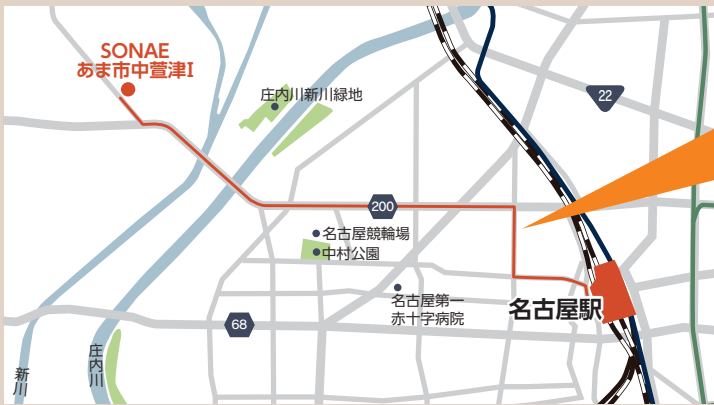 SONAE
あま市中萱津I
庄内川新川緑地
22
200
名古屋競輪場
中村公園
名古屋第一
赤十字病院
名古屋駅
68
庄内川
新川